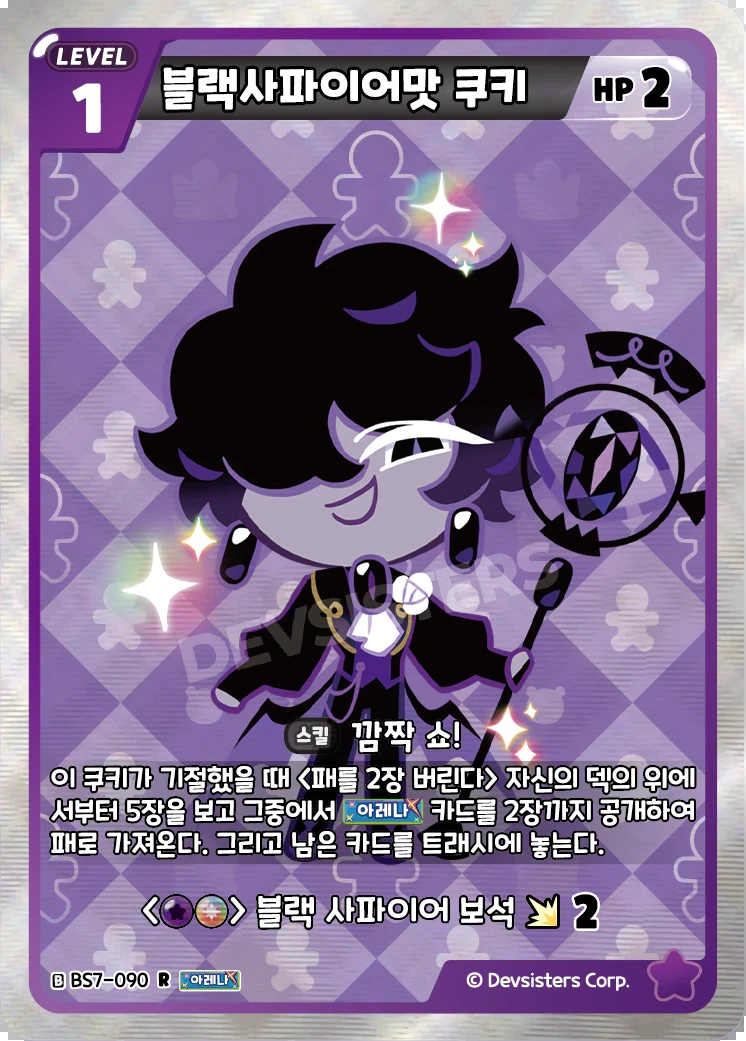 LEVEL
1
블랙사파이어맛 쿠키
HP 2
DEVSISTERS
스킬 깜짝 쇼!
이 쿠키가 기절했을 때 <패를 2장 버린다> 자신의 덱의 위에
서부터 5장을 보고 그중에서 아레나 카드를 2장까지 공개하여
패로 가져온다. 그리고 남은 카드를 트래시에 놓는다.
< > 블랙 사파이어 보석 2
B BS7-090 R 아레나
© Devsisters Corp.